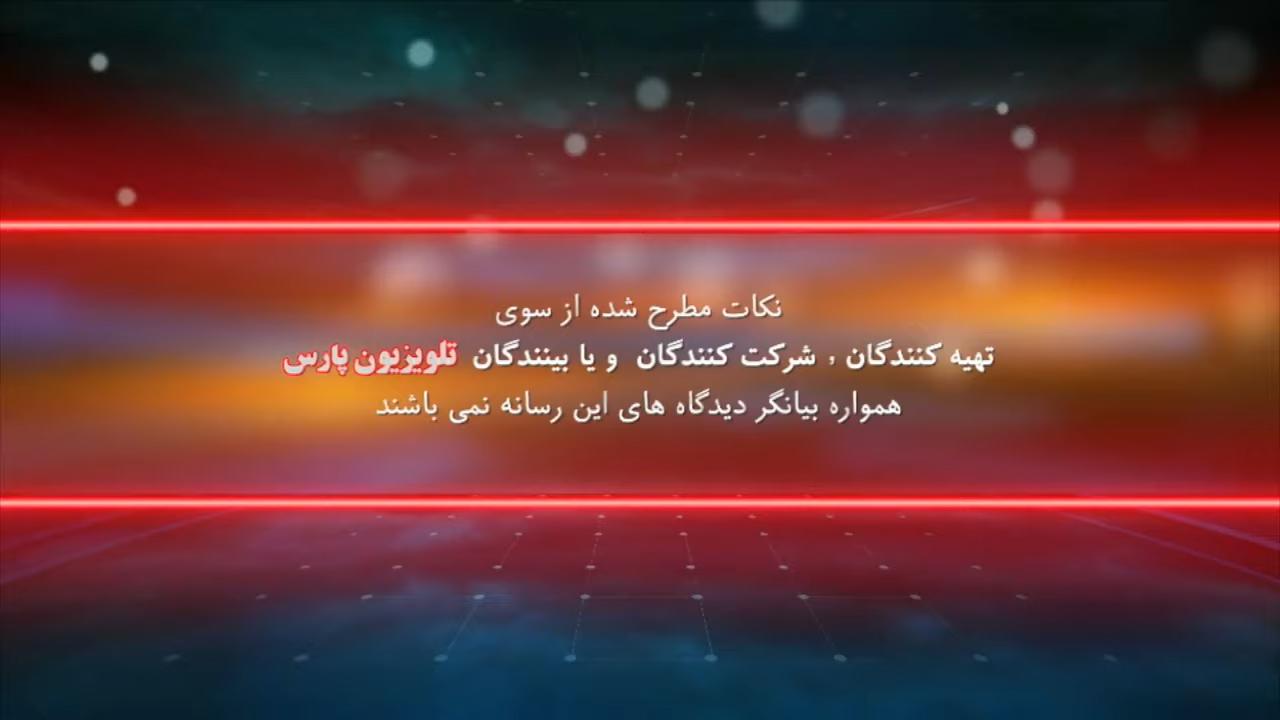 نکات مطرح شده از سوی
تهیه کنندگان , شرکت کنندگان و یا بینندگان تلویزیون پارس
همواره بیانگر دیدگاه های این رسانه نمی باشند